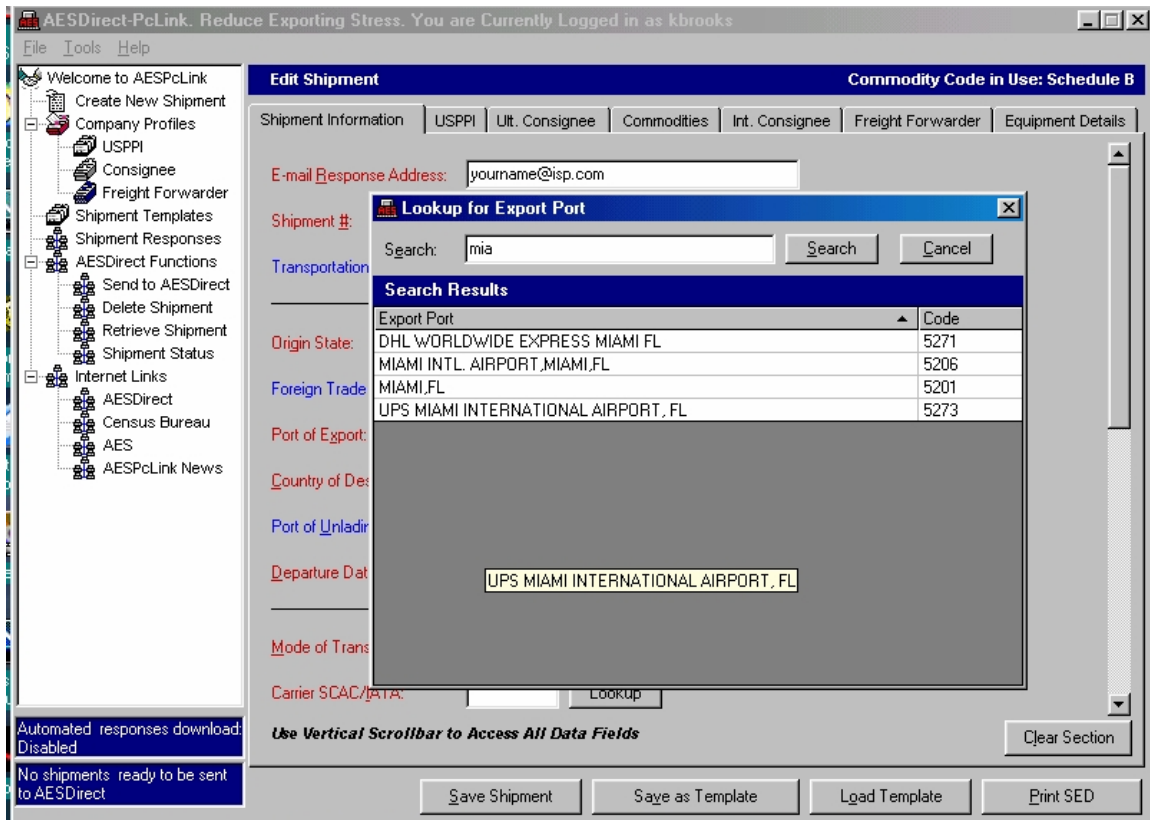 AESDirect-PcLink. Reduce Exporting Stress. You are Currently Logged in as kbrooks
File Tools Help
Welcome to AESPcLink
Create New Shipment
Company Profiles
USPPI
Consignee
Freight Forwarder
Shipment Templates
Shipment Responses
AESDirect Functions
Send to AESDirect
Delete Shipment
Retrieve Shipment
Shipment Status
Internet Links
AESDirect
Census Bureau
AES
AESPcLink News
Automated responses download:
Disabled
No shipments ready to be sent
to AESDirect
Edit Shipment Commodity Code in Use: Schedule B
Shipment Information USPPI Ult. Consignee Commodities Int. Consignee Freight Forwarder Equipment Details
E-mail Response Address: yourname@isp.com
Shipment #:
Transportation
Origin State:
Foreign Trade
Port of Export:
Country of Des
Port of Unladin
Departure Dat
Mode of Trans
Carrier SCAC/IATA: Lookup
Use Vertical Scrollbar to Access All Data Fields
Clear Section
AES Lookup for Export Port
Search: mia Search Cancel
Search Results
Export Port Code
DHL WORLDWIDE EXPRESS MIAMI FL 5271
MIAMI INTL. AIRPORT,MIAMI,FL 5206
MIAMI,FL 5201
UPS MIAMI INTERNATIONAL AIRPORT, FL 5273
UPS MIAMI INTERNATIONAL AIRPORT, FL
Save Shipment Save as Template Load Template Print SED